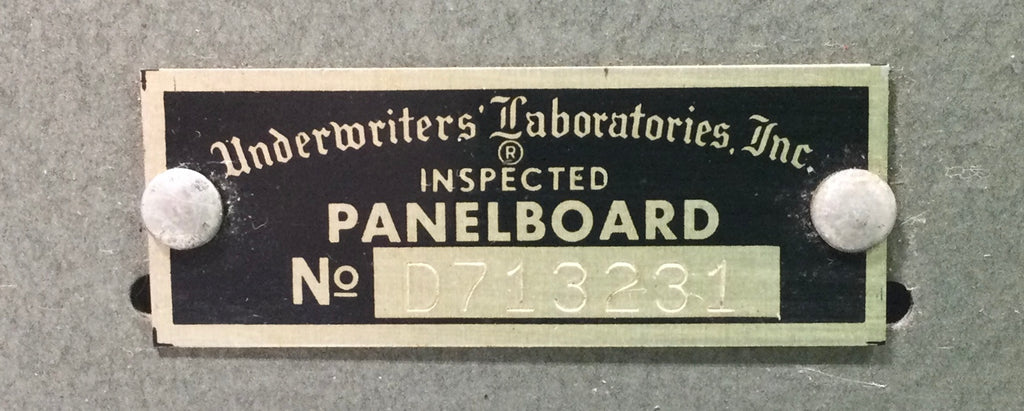 Underwriters' Laboratories, Inc.
®
INSPECTED
PANELBOARD
No D713231